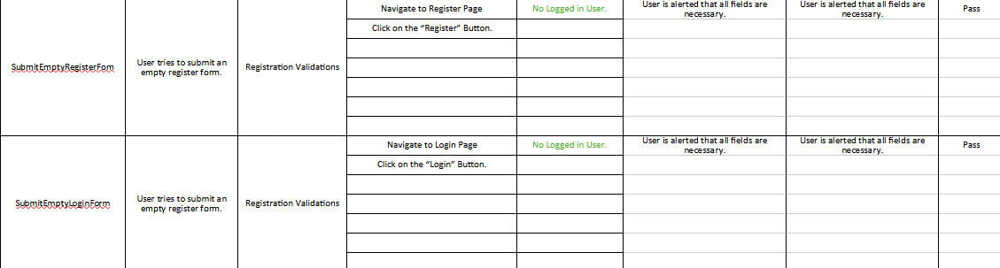 Navigate to Register Page
No Logged in User.
User is alerted that all fields are
necessary.
User is alerted that all fields are
necessary.
Pass
Click on the “Register” Button.
SubmitEmptyRegisterFom
User tries to submit an
empty register form.
Registration Validations
Navigate to Login Page
No Logged in User.
User is alerted that all fields are
necessary.
User is alerted that all fields are
necessary.
Pass
Click on the “Login” Button.
SubmitEmptyLoginForm
User tries to submit an
empty register form.
Registration Validations